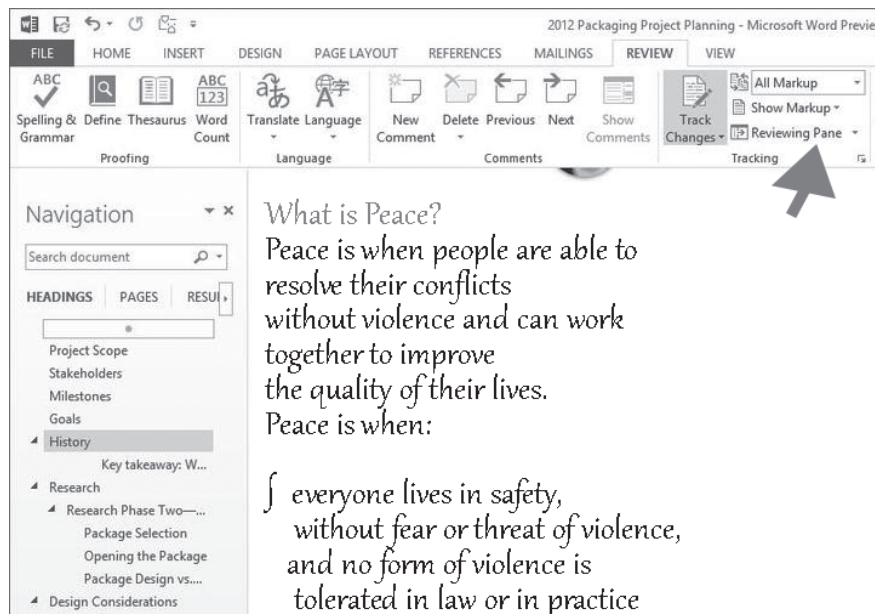 2012 Packaging Project Planning - Microsoft Word Previe
FILE HOME INSERT DESIGN PAGE LAYOUT REFERENCES MAILINGS REVIEW VIEW
ABC ABC 123 All Markup
Spelling & Grammar Define Thesaurus Word Count Translate Language New Comment Delete Previous Next Show Comments Track Changes Show Markup
Reviewing Pane
Proofing Language Comments Tracking
Navigation
Search document
HEADINGS PAGES RESUI
Project Scope
Stakeholders
Milestones
Goals
History
Key takeaway: W...
Research
Research Phase Two—...
Package Selection
Opening the Package
Package Design vs....
Design Considerations
What is Peace?
Peace is when people are able to
resolve their conflicts
without violence and can work
together to improve
the quality of their lives.
Peace is when:
∫ everyone lives in safety,
without fear or threat of violence,
and no form of violence is
tolerated in law or in practice